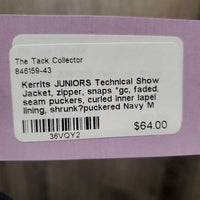 The Tack Collector
846159-43
Kerrits JUNIORS Technical Show
Jacket, zipper, snaps *gc, faded,
seam puckers, curled inner lapel
lining, shrunk?puckered Navy M
36VQY2
$64.00